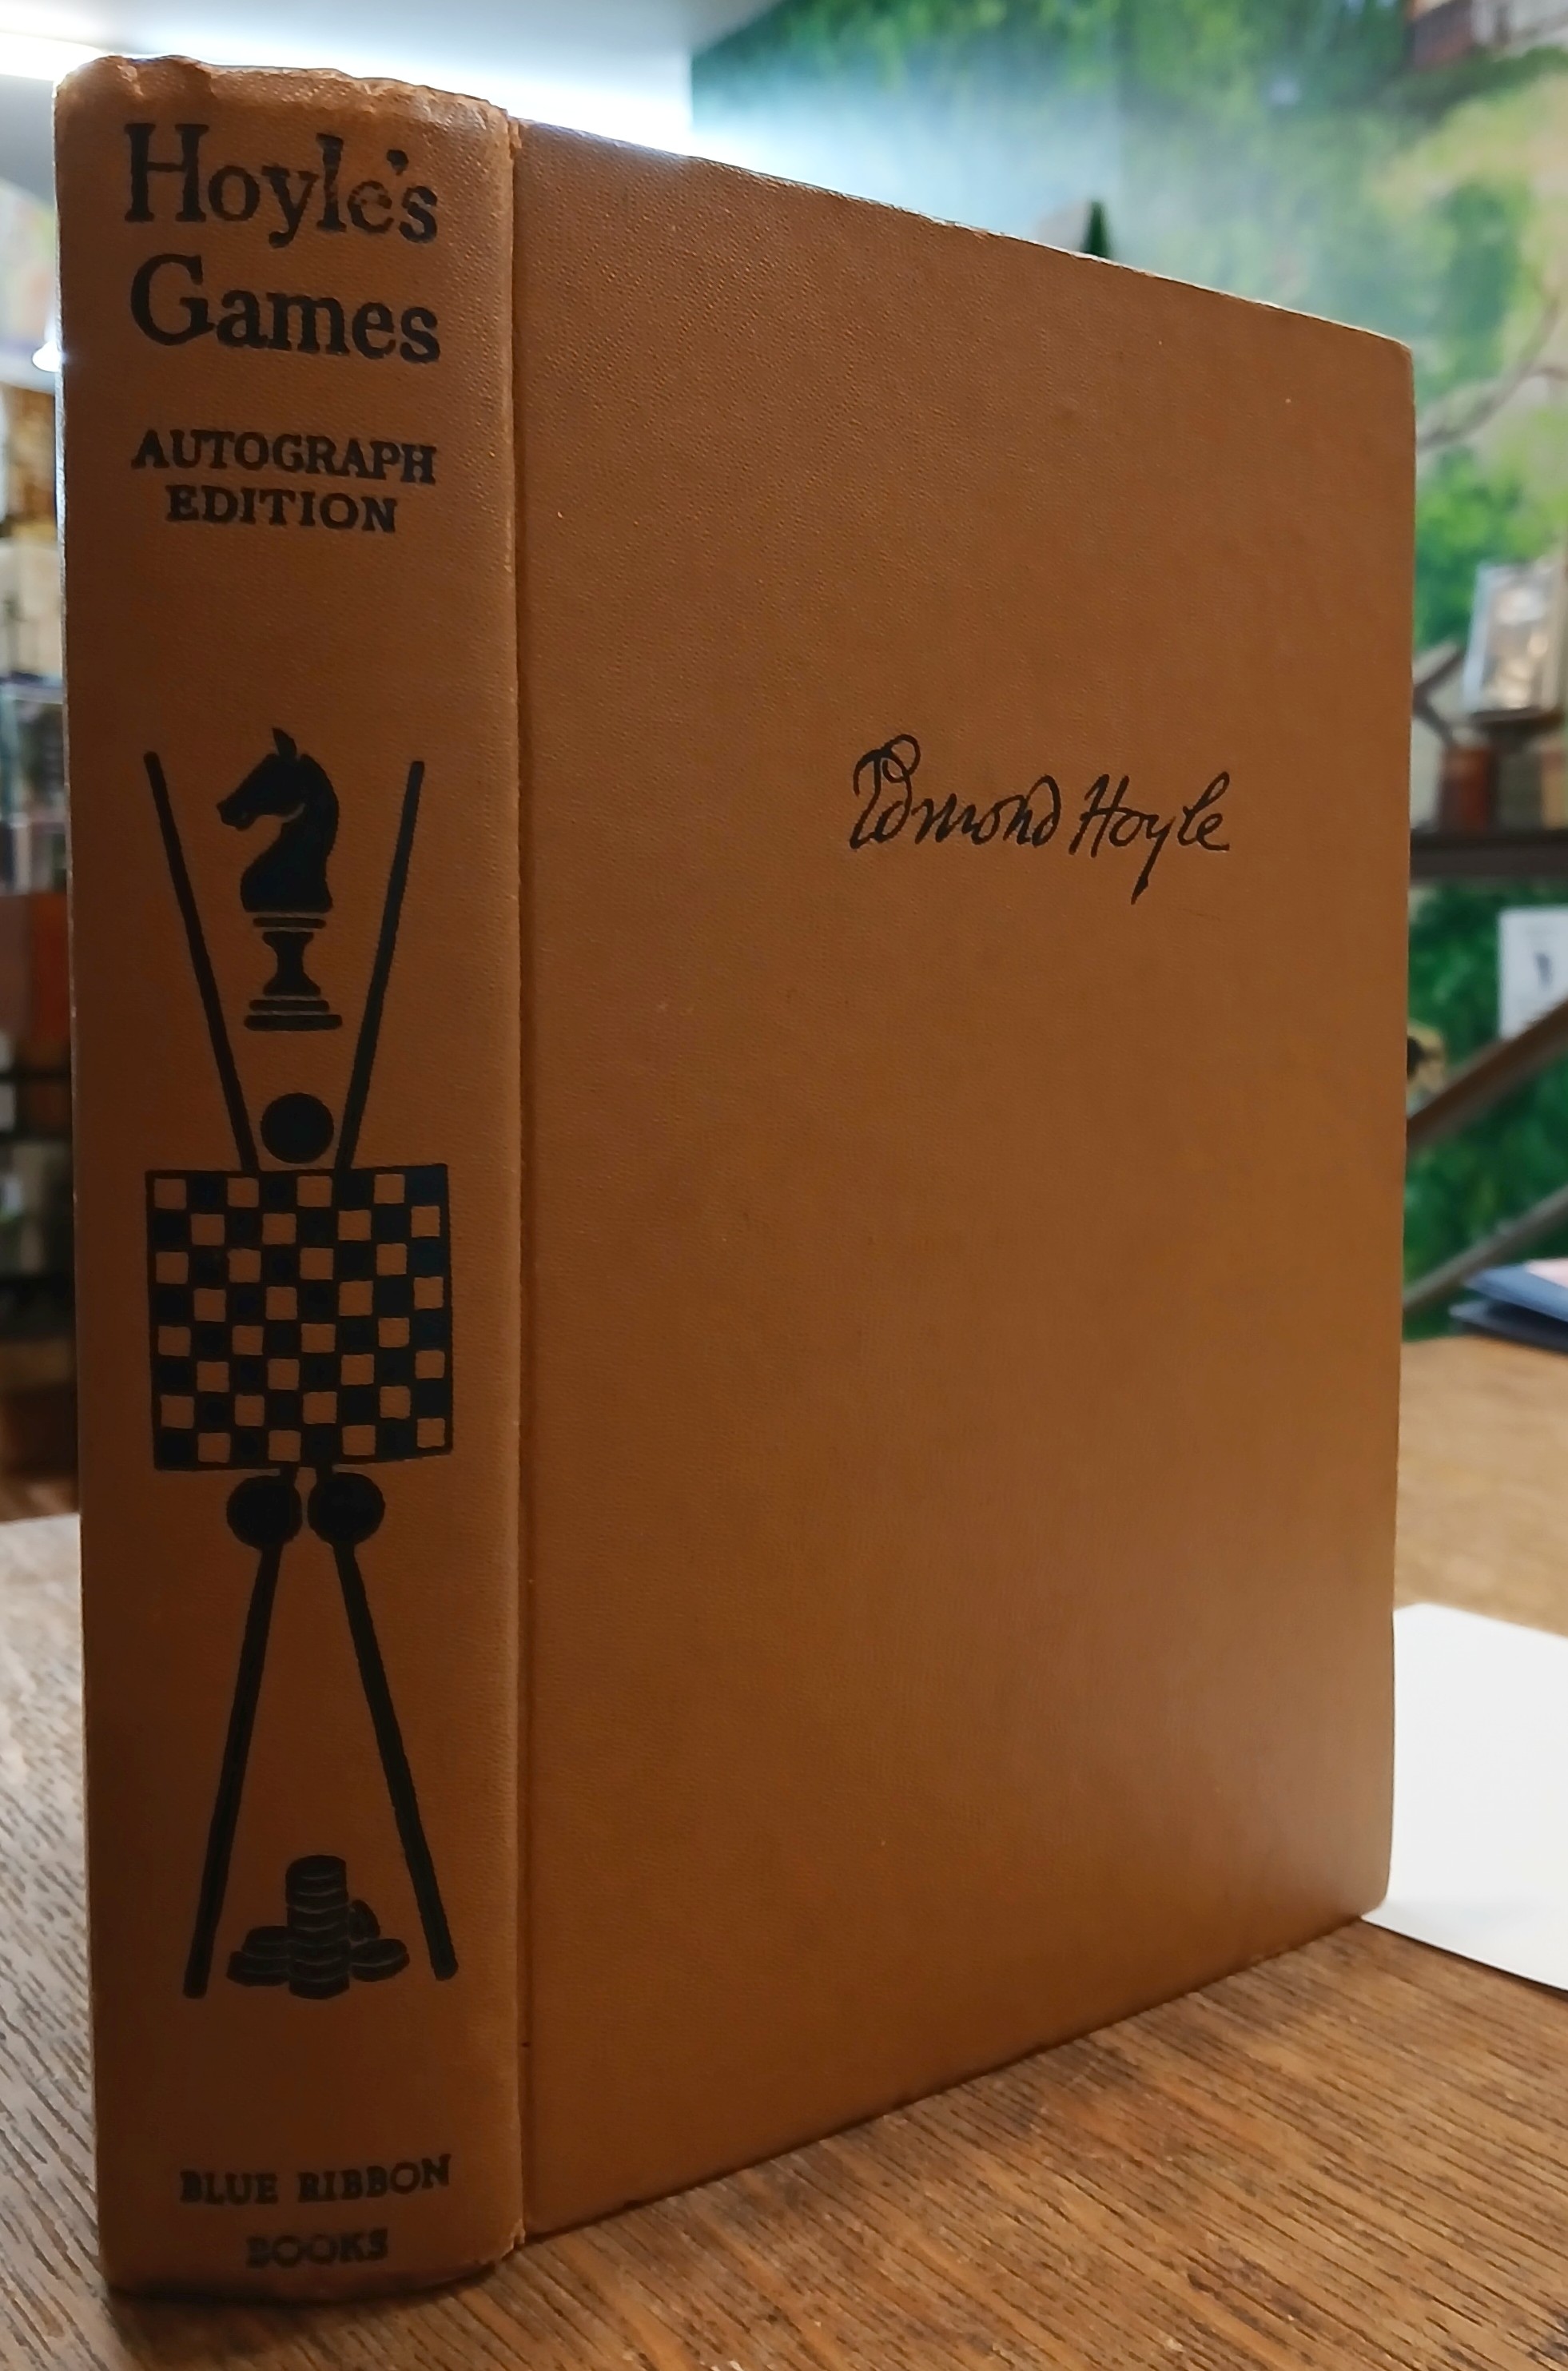 Hoyle's
Games
AUTOGRAPH
EDITION
BLUE RIBBON
BOOKS
Edmond Hoyle